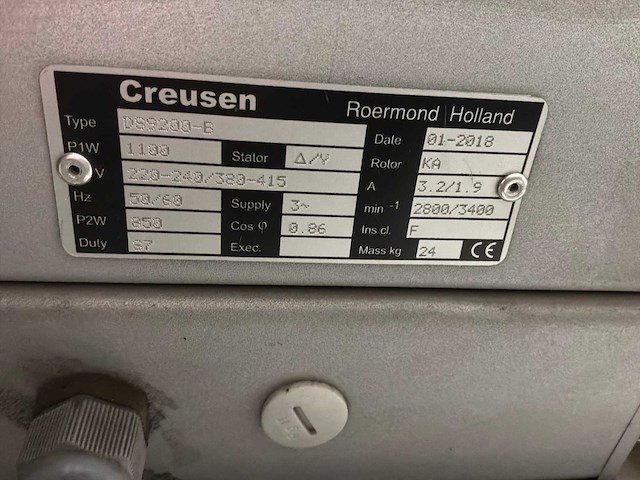 Creusen
Roermond Holland
Type DS9200-B
Date 01-2018
P1W 1100 Stator Δ/Y
Rotor KA
V 220-240/380-415
A 3.2/1.9
Hz 50/60 Supply 3~
min -1 2800/3400
P2W 850 Cos φ 0.86
Ins cl. F
Duty S7 Exec.
Mass kg 24 CE